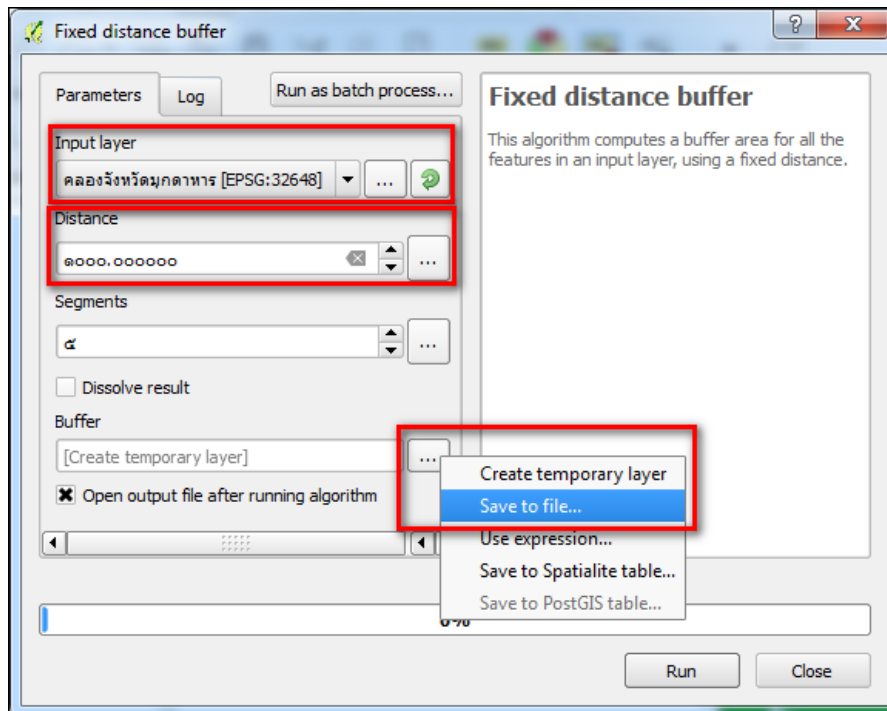 Fixed distance buffer
Parameters
Log
Run as batch process...
Input layer
คลองจังหวัดมุกดาหาร [EPSG:32648]
...
Distance
๑๐๐๐.๐๐๐๐๐๐
...
Segments
๕
...
Dissolve result
Buffer
[Create temporary layer]
...
Open output file after running algorithm
Fixed distance buffer
This algorithm computes a buffer area for all the
features in an input layer, using a fixed distance.
Create temporary layer
Save to file...
Use expression...
Save to Spatialite table...
Save to PostGIS table...
0%
Run
Close